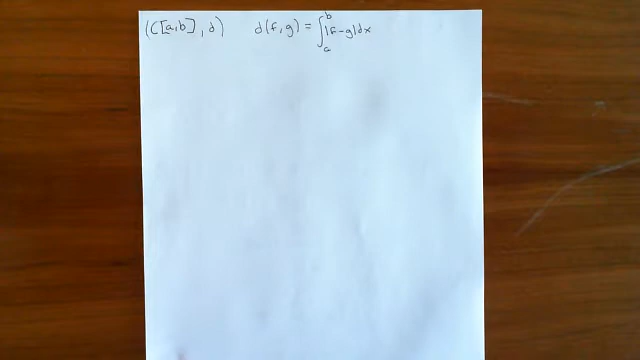 (C[a,b], d) d(f,g) = ∫_a^b |f-g|dx